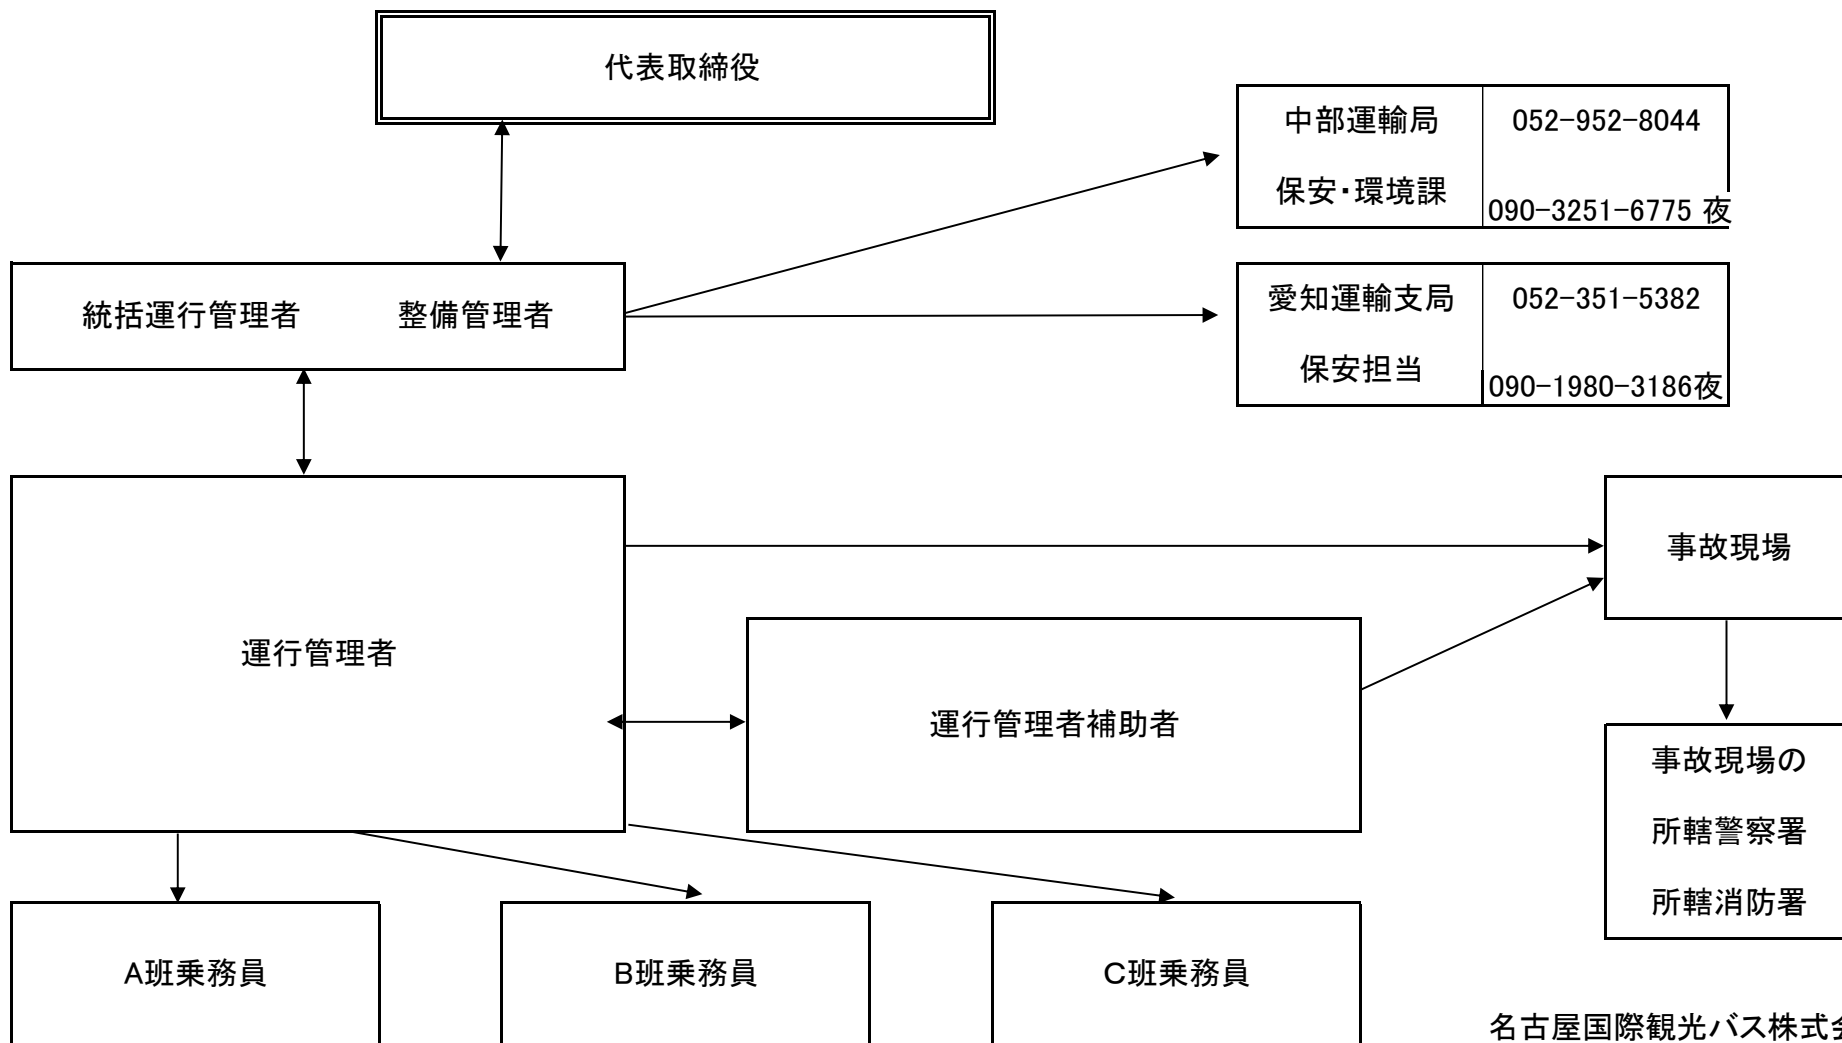 代表取締役
中部運輸局 052-952-8044
保安・環境課 090-3251-6775 夜
統括運行管理者 整備管理者
愛知運輸支局 052-351-5382
保安担当 090-1980-3186夜
事故現場
運行管理者
運行管理者補助者
事故現場の
所轄警察署
所轄消防署
A班乗務員 B班乗務員 C班乗務員
名古屋国際観光バス株式会